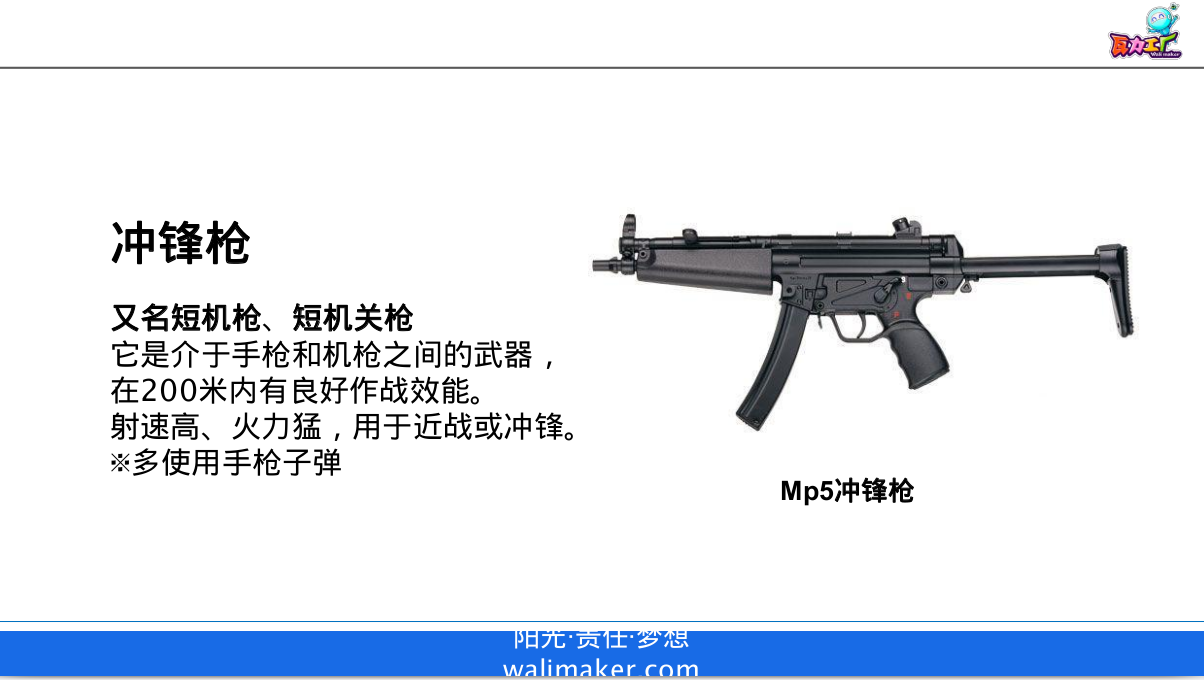 瓦力工厂
Wali maker
冲锋枪
又名短机枪、短机关枪
它是介于手枪和机枪之间的武器，
在200米内有良好作战效能。
射速高、火力猛，用于近战或冲锋。
※多使用手枪子弹
Mp5冲锋枪
阳光·责任·梦想
walimaker.com